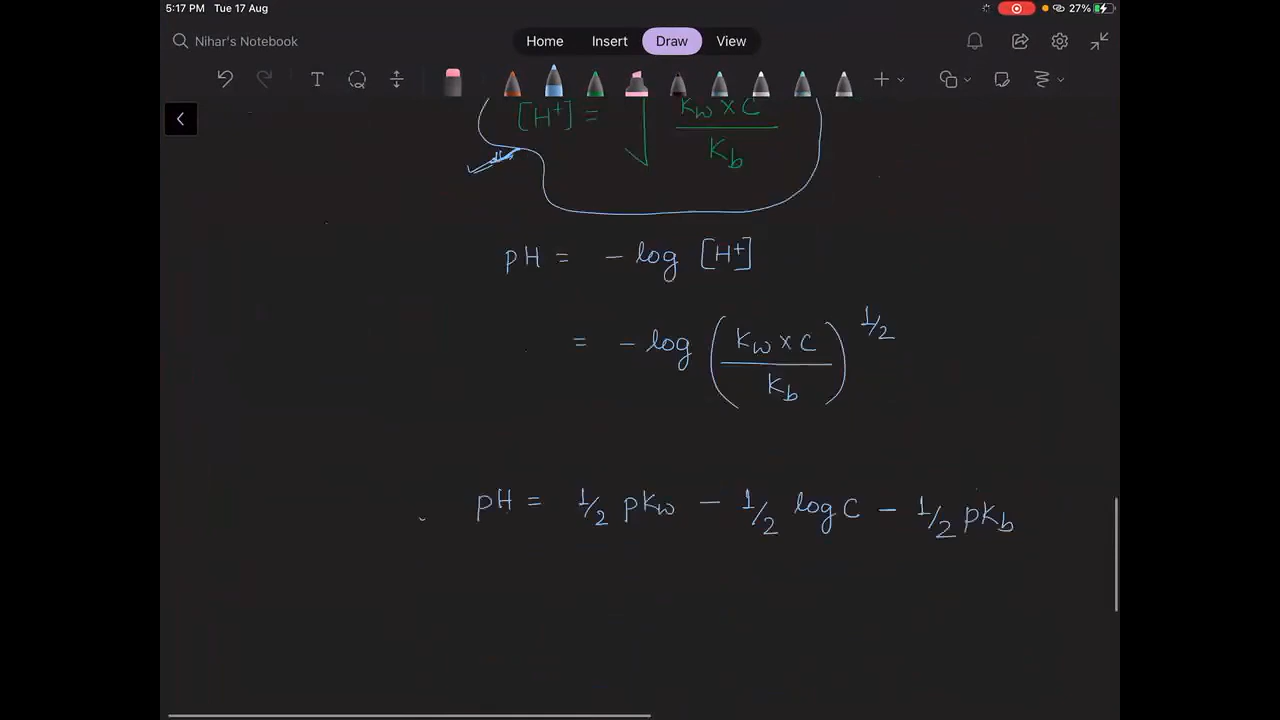 5:17 PM Tue 17 Aug 27%
Nihar's Notebook Home Insert Draw View
T
[H⁺] = √ Kw x C / Kb
pH = - log [H⁺]
= - log (Kw x C / Kb)^1/2
pH = 1/2 pKw - 1/2 log C - 1/2 pKb